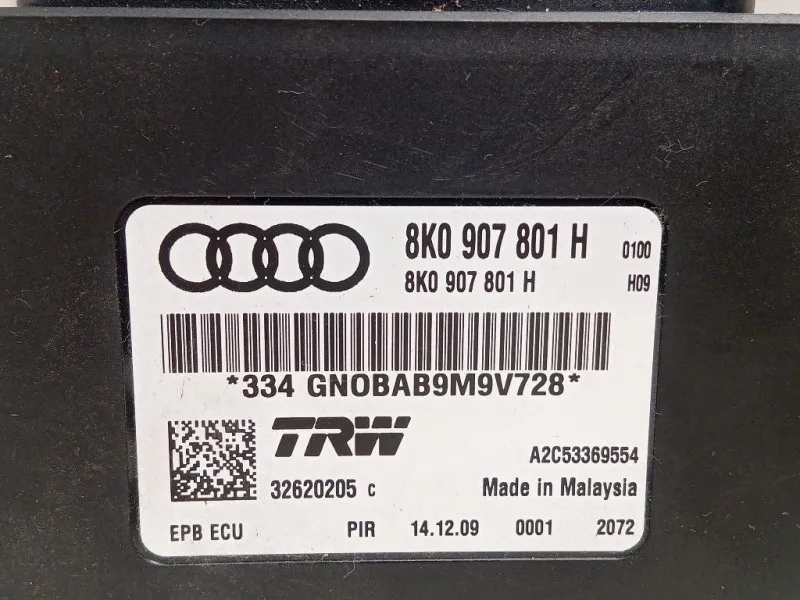 8K0 907 801 H 0100
8K0 907 801 H H09
*334 GN0BAB9M9V728*
TRW A2C53369554
32620205 c Made in Malaysia
EPB ECU PIR 14.12.09 0001 2072